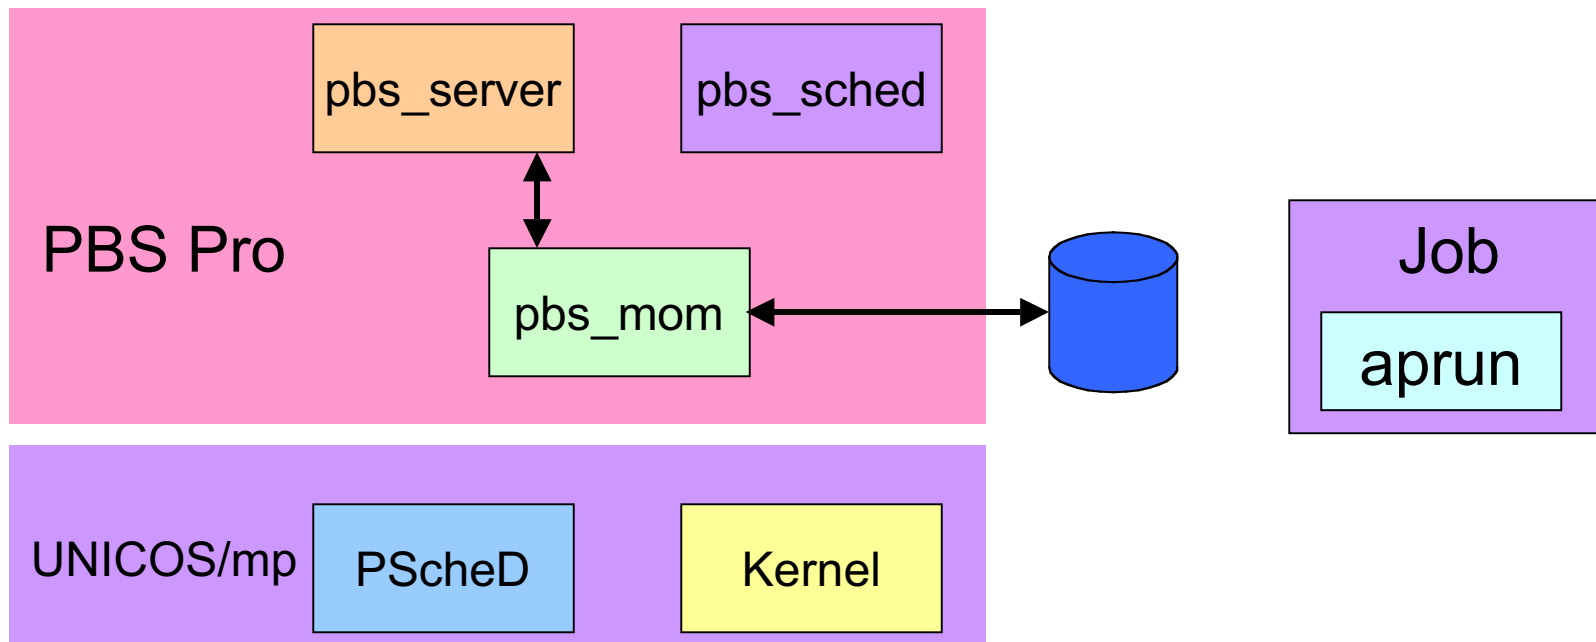 pbs_server
pbs_sched
PBS Pro
pbs_mom
Job
aprun
UNICOS/mp
PScheD
Kernel